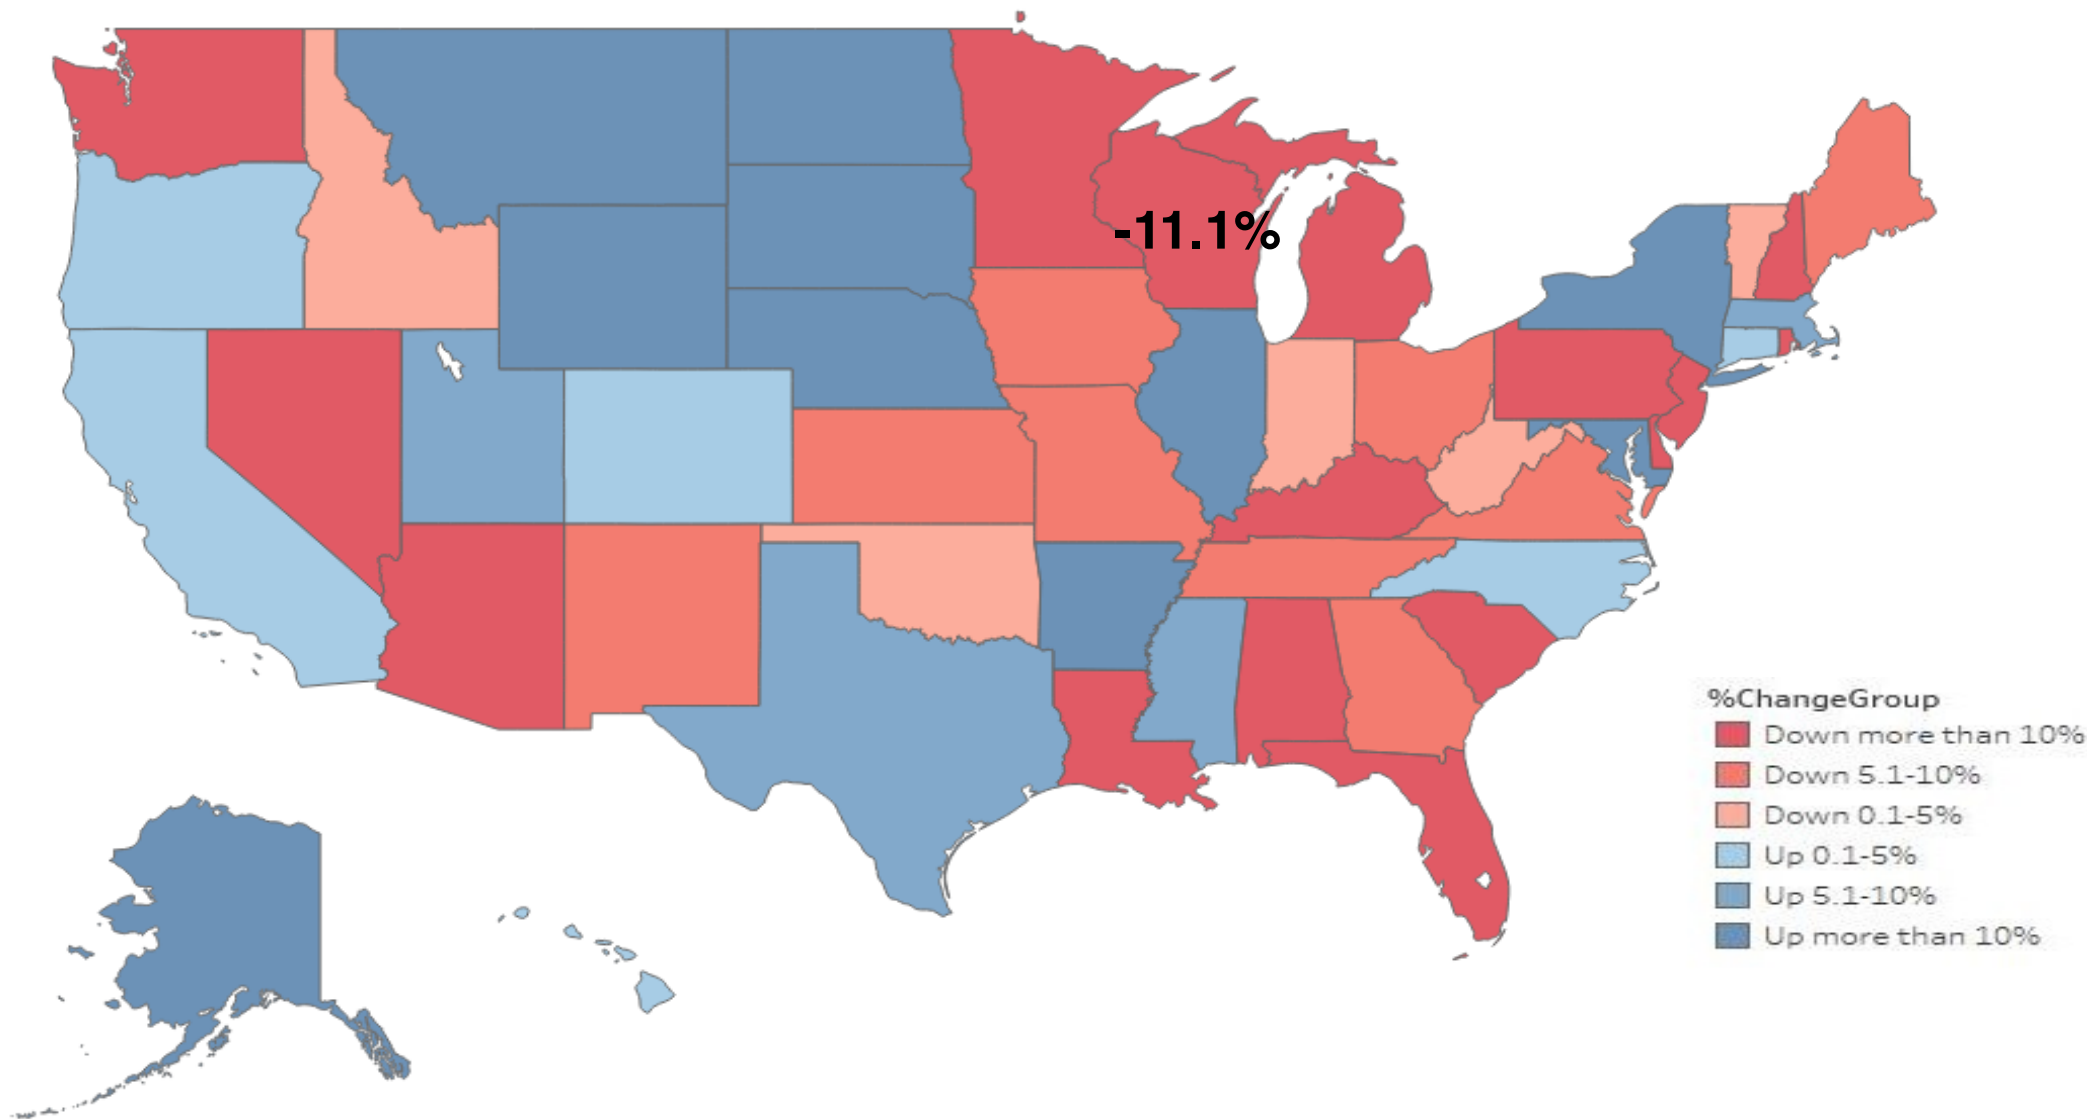 -11.1%
%ChangeGroup
Down more than 10%
Down 5.1-10%
Down 0.1-5%
Up 0.1-5%
Up 5.1-10%
Up more than 10%